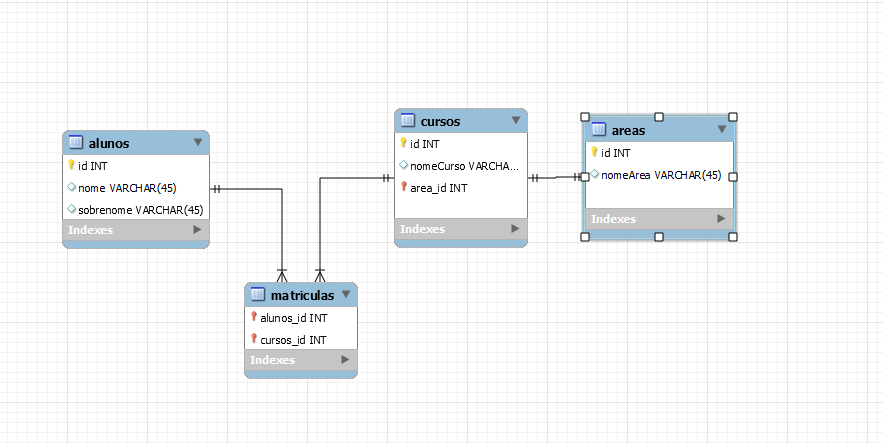 alunos
id INT
nome VARCHAR(45)
sobrenome VARCHAR(45)
Indexes
cursos
id INT
nomeCurso VARCHA...
area_id INT
Indexes
areas
id INT
nomeArea VARCHAR(45)
Indexes
matriculas
alunos_id INT
cursos_id INT
Indexes